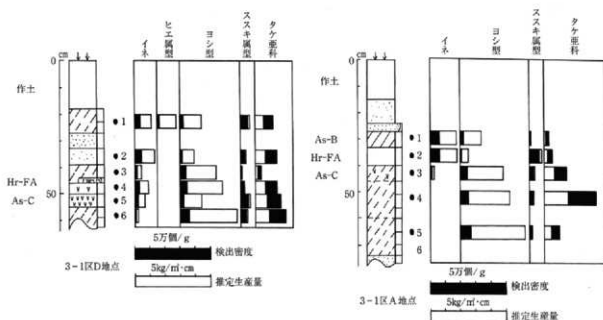 cm
0
50
作土
Hr-FA
As-C
イネ
ヒエ属型
ヨシ型
ススキ属型
タケ亜科
1
2
3
4
5
6
5万個/g
検出密度
5kg/㎡·cm
推定生産量
3-1区D地点
cm
0
50
作土
As-B
Hr-FA
As-C
イネ
ヨシ型
ススキ属型
タケ亜科
1
2
3
4
5
6
5万個/g
検出密度
5kg/㎡·cm
推定生産量
3-1区A地点